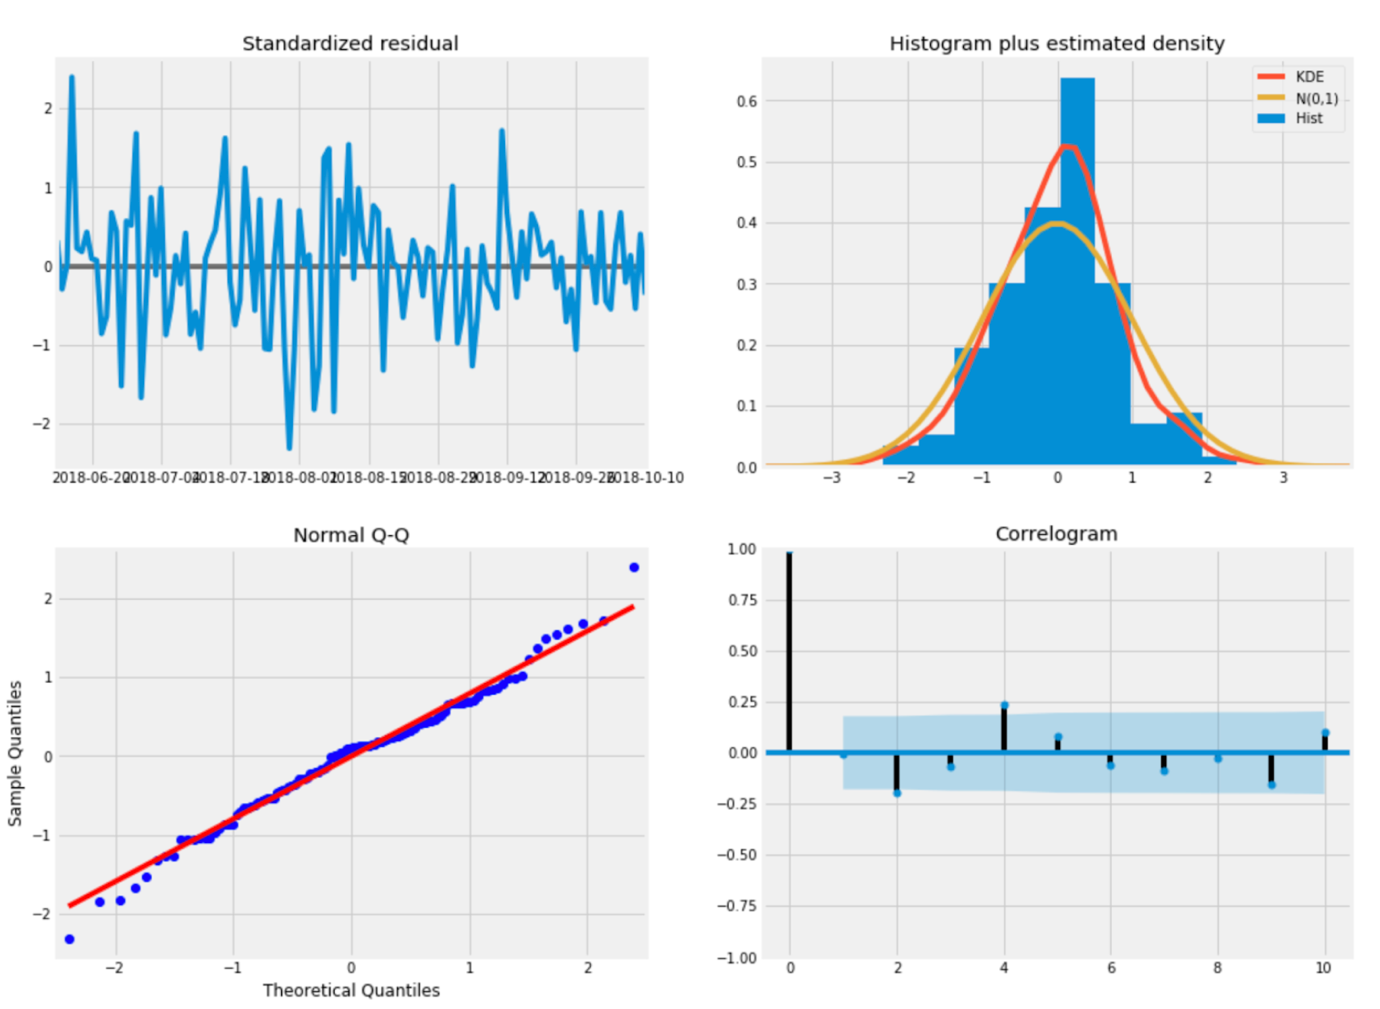 Standardized residual
2
1
0
−1
−2
2018-06-20 2018-07-04 2018-07-18 2018-08-01 2018-08-15 2018-08-29 2018-09-12 2018-09-26 2018-10-10
Histogram plus estimated density
KDE
N(0,1)
Hist
0.6
0.5
0.4
0.3
0.2
0.1
0.0
−3 −2 −1 0 1 2 3
Normal Q-Q
Sample Quantiles
2
1
0
−1
−2
−2 −1 0 1 2
Theoretical Quantiles
Correlogram
1.00
0.75
0.50
0.25
0.00
−0.25
−0.50
−0.75
−1.00
0 2 4 6 8 10